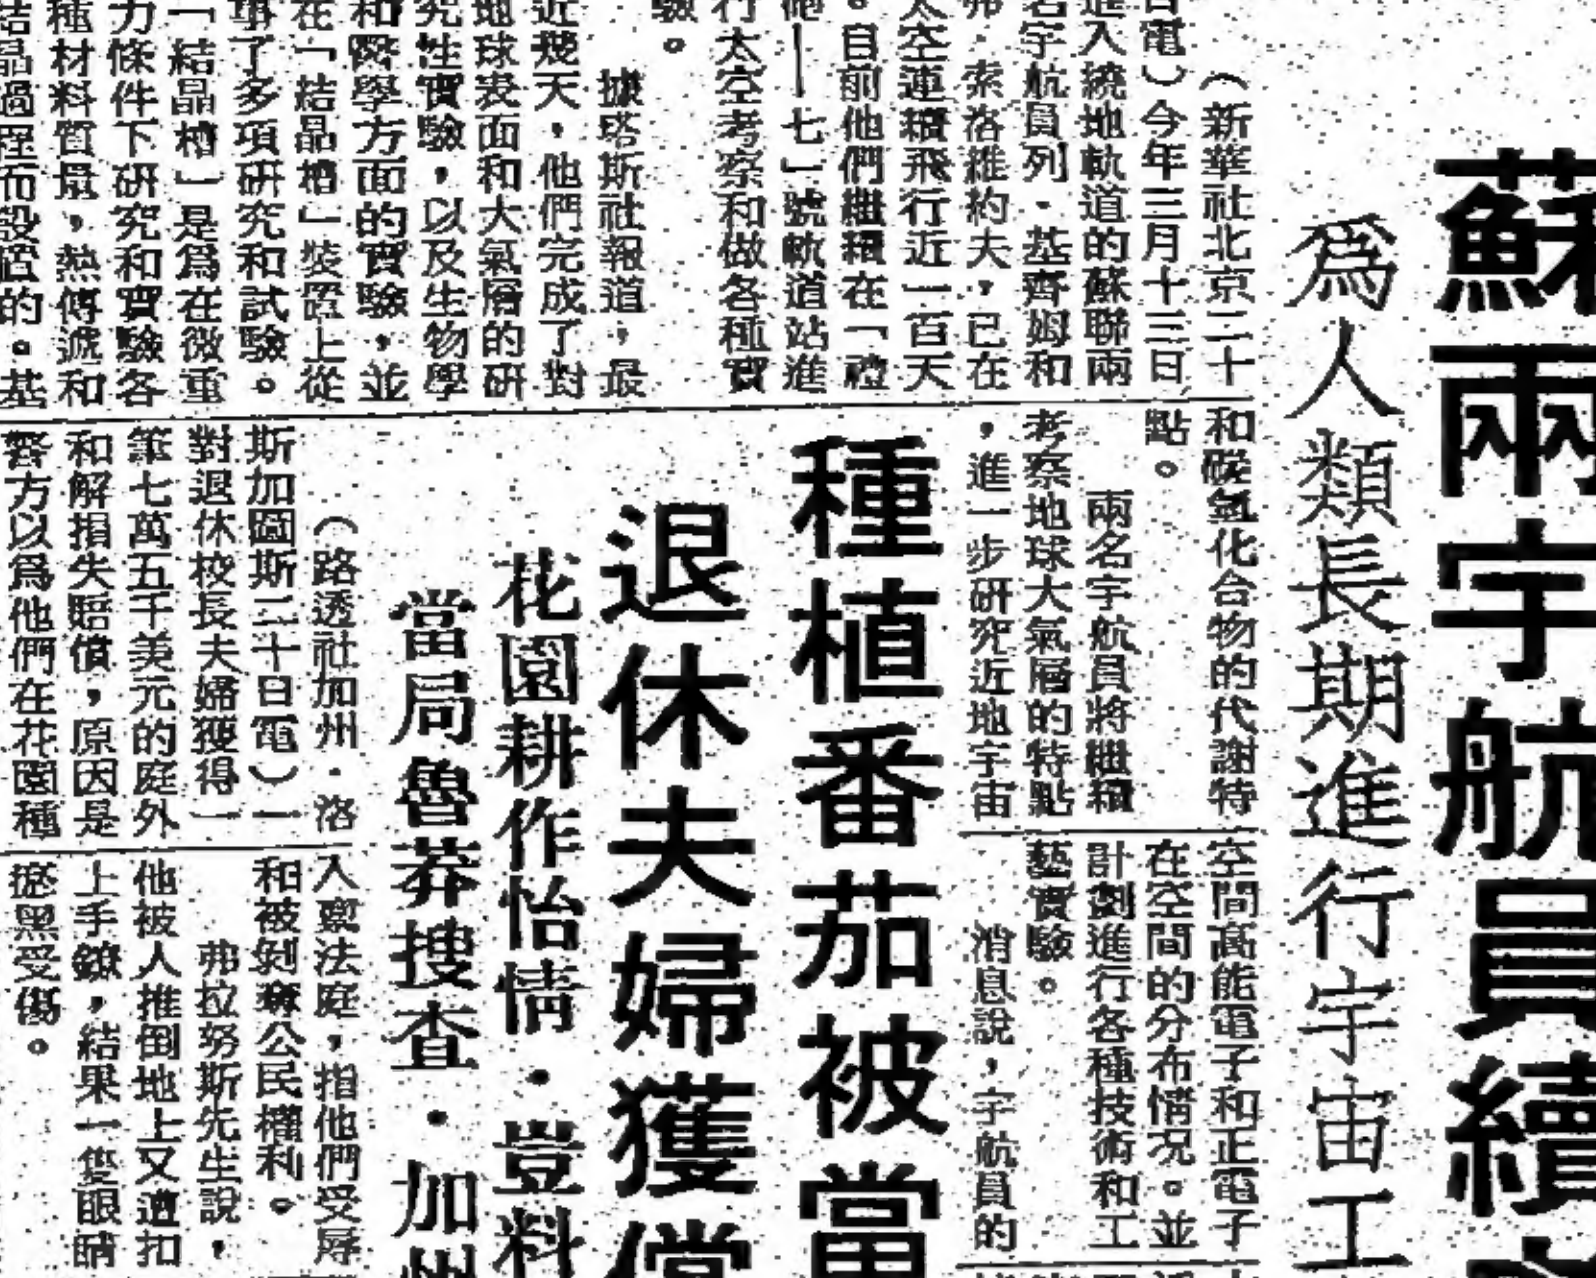 蘇兩宇航員續
爲人類長期進行宇宙工
（新華社北京二十
日電）今年三月十三日
進入繞地軌道的蘇聯兩
名宇航員列·基齊姆和
弗·索洛維約夫，已在
太空連續飛行近一百天
。目前他們繼續在「禮
砲—七」號軌道站進
行太空考察和做各種實
驗。
據塔斯社報道，最
近幾天，他們完成了對
地球表面和大氣層的研
究性實驗，以及生物學
和醫學方面的實驗，並
在「結晶槽」裝置上從
事了多項研究和試驗。
「結晶槽」是爲在微重
力條件下研究和實驗各
種材料質量，熱傳遞和
結晶過程而設置的。基
和碳氫化合物的代謝特
點。
兩名宇航員將繼續
考察地球大氣層的特點
，進一步研究近地宇宙
空間高能電子和正電子
在空間的分布情況。並
計劃進行各種技術和工
藝實驗。
消息說，宇航員的
種植番茄被當
退休夫婦獲償
花園耕作怡情·豈料
當局魯莽搜查·加州
（路透社加州·洛
斯加圖斯二十日電）一
對退休校長夫婦獲得一
筆七萬五千美元的庭外
和解損失賠償，原因是
警方以爲他們在花園種
入稟法庭，指他們受辱
和被剝奪公民權利。
弗拉努斯先生說，
他被人推倒地上又遭扣
上手鐐，結果一隻眼睛
瘀黑受傷。